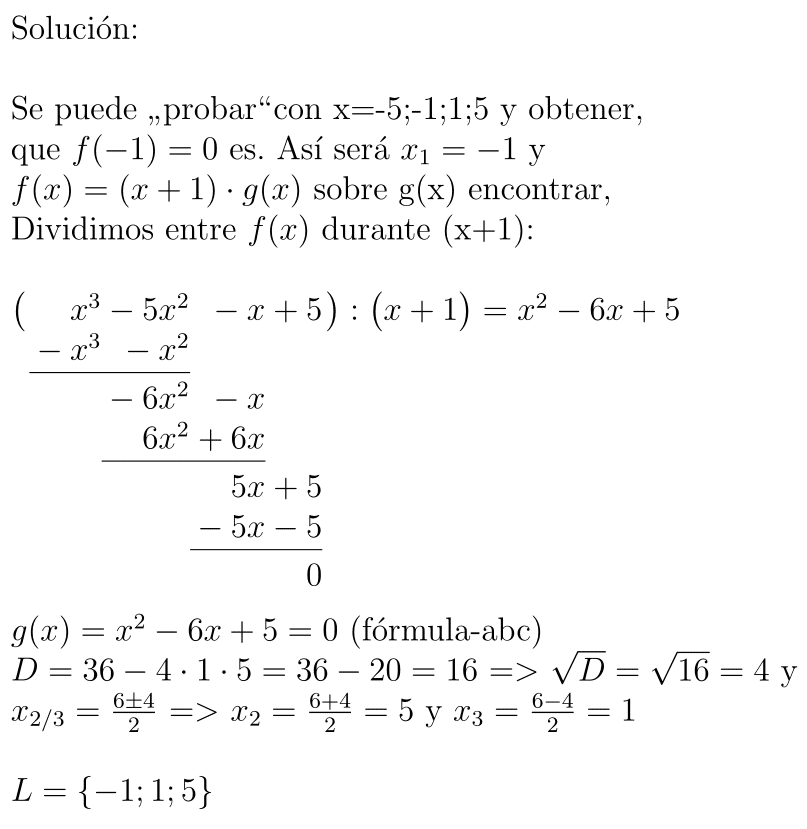 Solución:
Se puede „probar“con x=-5;-1;1;5 y obtener,
que f(−1) = 0 es. Así será x₁ = −1 y
f(x) = (x + 1) · g(x) sobre g(x) encontrar,
Dividimos entre f(x) durante (x+1):
( x³ − 5x² − x + 5) : (x + 1) = x² − 6x + 5
− x³ − x²
− 6x² − x
6x² + 6x
5x + 5
− 5x − 5
0
g(x) = x² − 6x + 5 = 0 (fórmula-abc)
D = 36 − 4 · 1 · 5 = 36 − 20 = 16 => √D = √16 = 4 y
x₂/₃ = (6±4)/2 => x₂ = (6+4)/2 = 5 y x₃ = (6−4)/2 = 1
L = {−1; 1; 5}